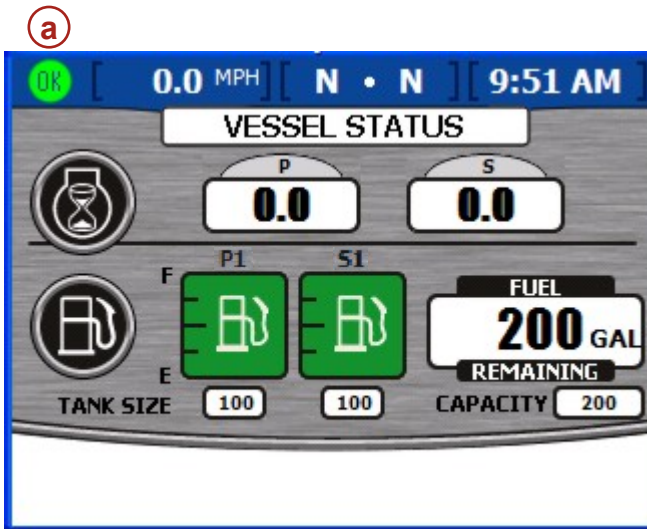 a
OK [ 0.0 MPH ] [ N • N ] [ 9:51 AM ]
VESSEL STATUS
P S
0.0 0.0
P1 S1
F
FUEL
200 GAL
REMAINING
E
TANK SIZE 100 100 CAPACITY 200